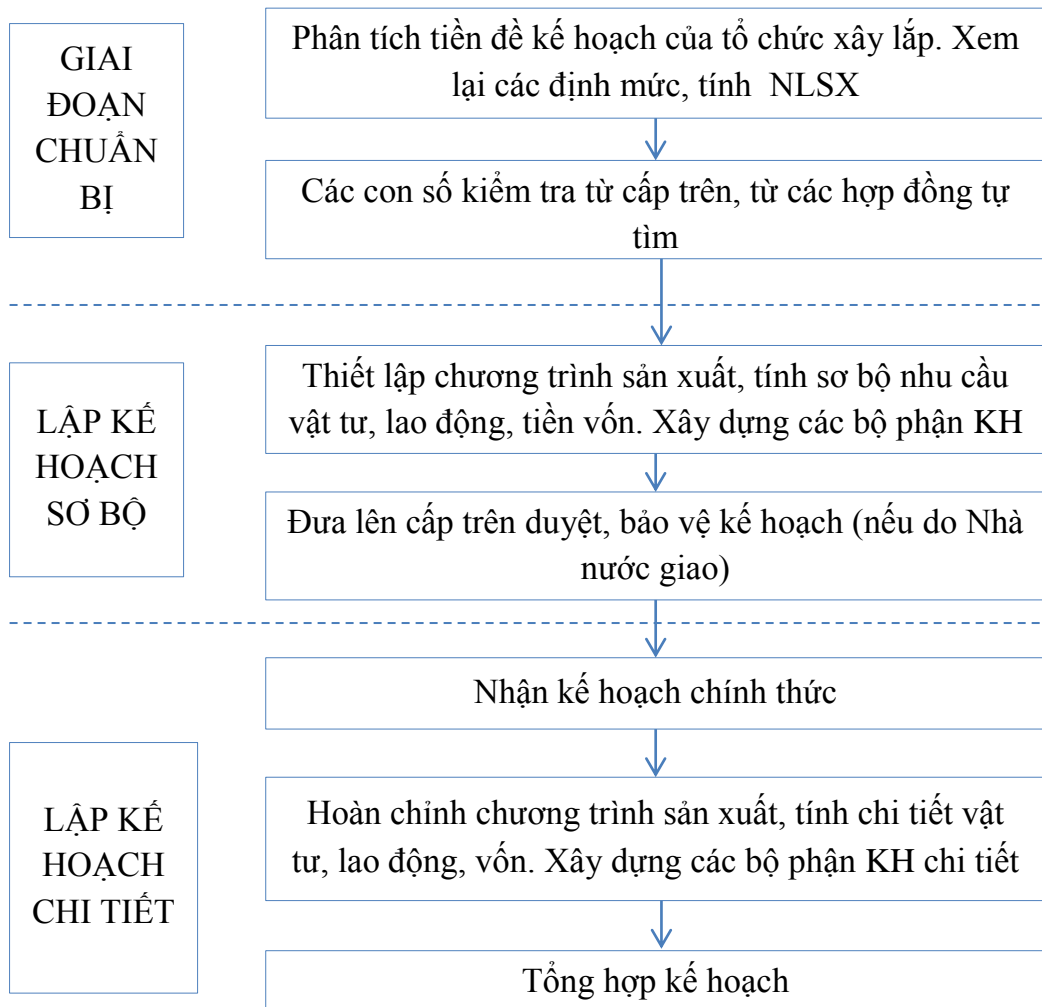 GIAI
ĐOẠN
CHUẨN
BỊ
Phân tích tiền đề kế hoạch của tổ chức xây lắp. Xem
lại các định mức, tính NLSX
Các con số kiểm tra từ cấp trên, từ các hợp đồng tự
tìm
LẬP KẾ
HOẠCH
SƠ BỘ
Thiết lập chương trình sản xuất, tính sơ bộ nhu cầu
vật tư, lao động, tiền vốn. Xây dựng các bộ phận KH
Đưa lên cấp trên duyệt, bảo vệ kế hoạch (nếu do Nhà
nước giao)
LẬP KẾ
HOẠCH
CHI TIẾT
Nhận kế hoạch chính thức
Hoàn chỉnh chương trình sản xuất, tính chi tiết vật
tư, lao động, vốn. Xây dựng các bộ phận KH chi tiết
Tổng hợp kế hoạch